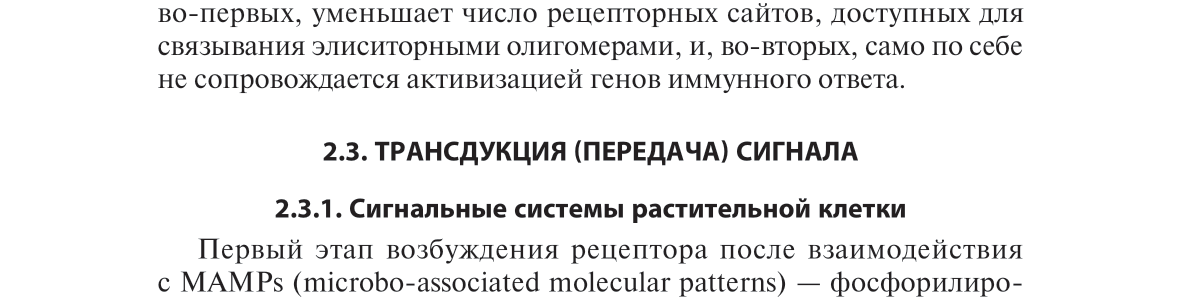 во-первых, уменьшает число рецепторных сайтов, доступных для
связывания элиситорными олигомерами, и, во-вторых, само по себе
не сопровождается активизацией генов иммунного ответа.
2.3. ТРАНСДУКЦИЯ (ПЕРЕДАЧА) СИГНАЛА
2.3.1. Сигнальные системы растительной клетки
Первый этап возбуждения рецептора после взаимодействия
с MAMPs (microbo-associated molecular patterns) — фосфорилиро-